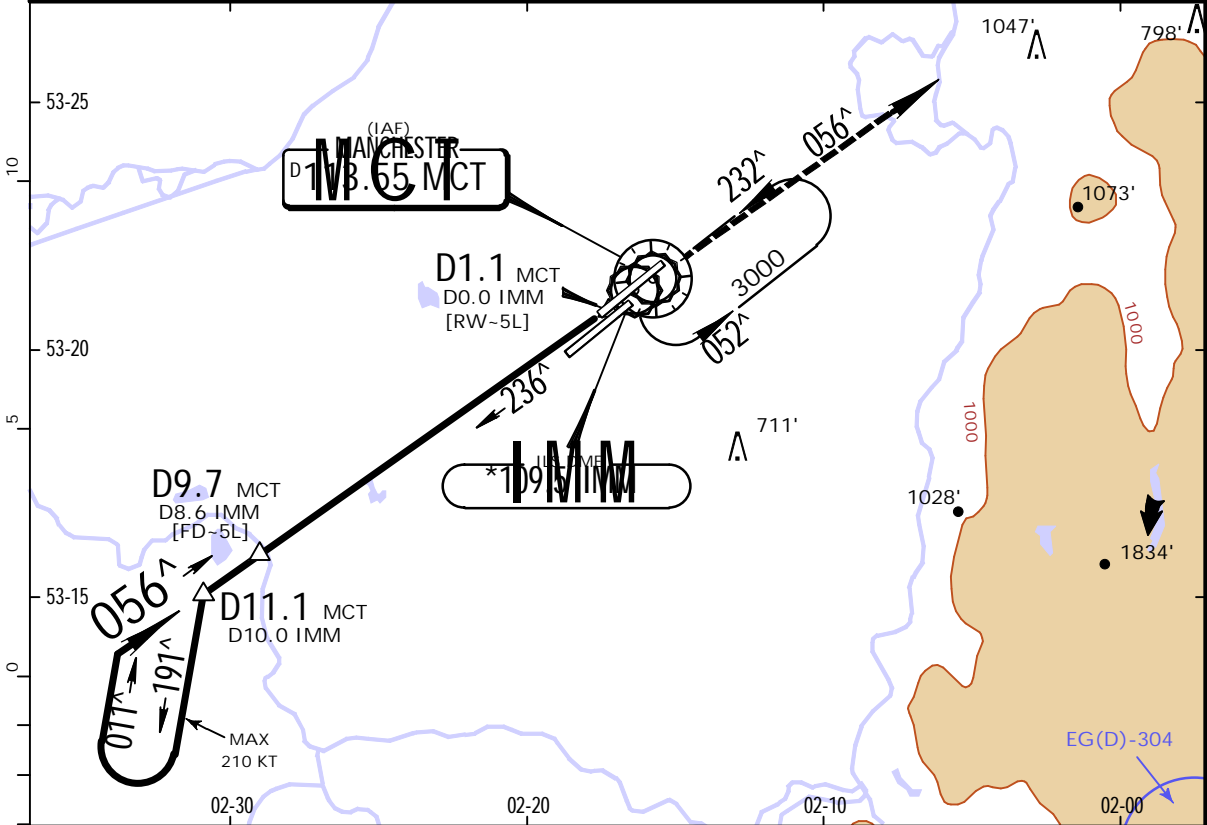 1047'
798'
53-25
(IAF)
MANCHESTER
D 113.55 MCT
M C T
056^
232^
10
1073'
D1.1 MCT
D0.0 IMM
[RW~5L]
3000
052^
1000
53-20
236^
1000
5
711'
ILS DME
*109.5 IMM
I M M
D9.7 MCT
D8.6 IMM
[FD~5L]
1028'
1834'
056^
53-15
D11.1 MCT
D10.0 IMM
0
011^
191^
MAX
210 KT
EG(D)-304
02-30
02-20
02-10
02-00